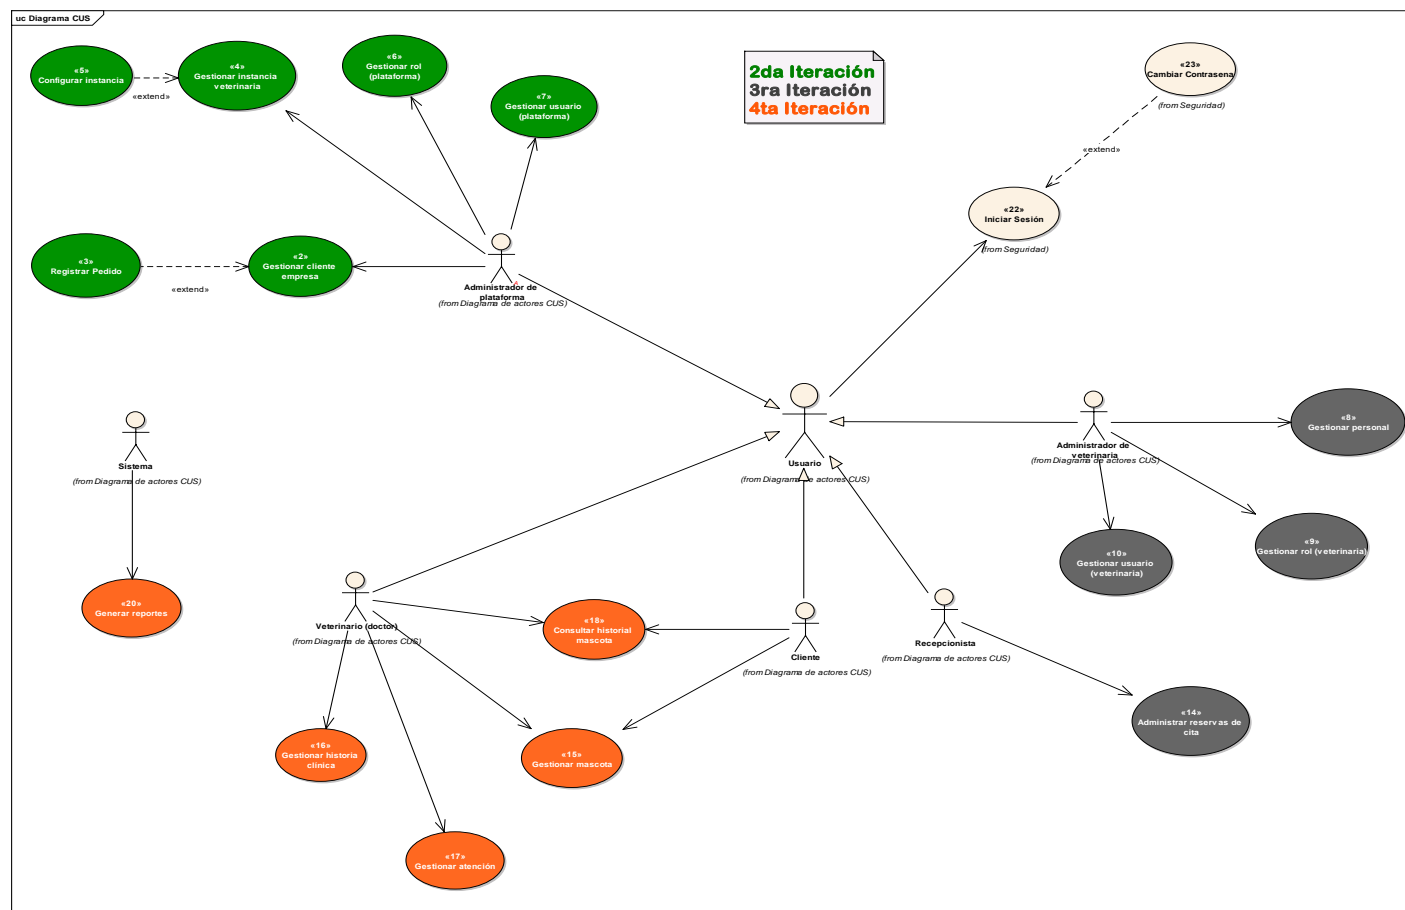 uc Diagrama CUS
«5»
Configurar instancia
«extend»
«4»
Gestionar instancia
veterinaria
«6»
Gestionar rol
(plataforma)
«7»
Gestionar usuario
(plataforma)
2da Iteración
3ra Iteración
4ta Iteración
«23»
Cambiar Contrasena
(from Seguridad)
«extend»
«22»
Iniciar Sesión
(from Seguridad)
«3»
Registrar Pedido
«extend»
«2»
Gestionar cliente
empresa
Administrador de
plataforma
(from Diagrama de actores CUS)
Sistema
(from Diagrama de actores CUS)
Usuario
(from Diagrama de actores CUS)
Administrador de
veterinaria
(from Diagrama de actores CUS)
«8»
Gestionar personal
«9»
Gestionar rol (veterinaria)
«10»
Gestionar usuario
(veterinaria)
«20»
Generar reportes
Veterinario (doctor)
(from Diagrama de actores CUS)
«18»
Consultar historial
mascota
Cliente
(from Diagrama de actores CUS)
Recepcionista
(from Diagrama de actores CUS)
«14»
Administrar reservas de
cita
«16»
Gestionar historia
clinica
«15»
Gestionar mascota
«17»
Gestionar atención